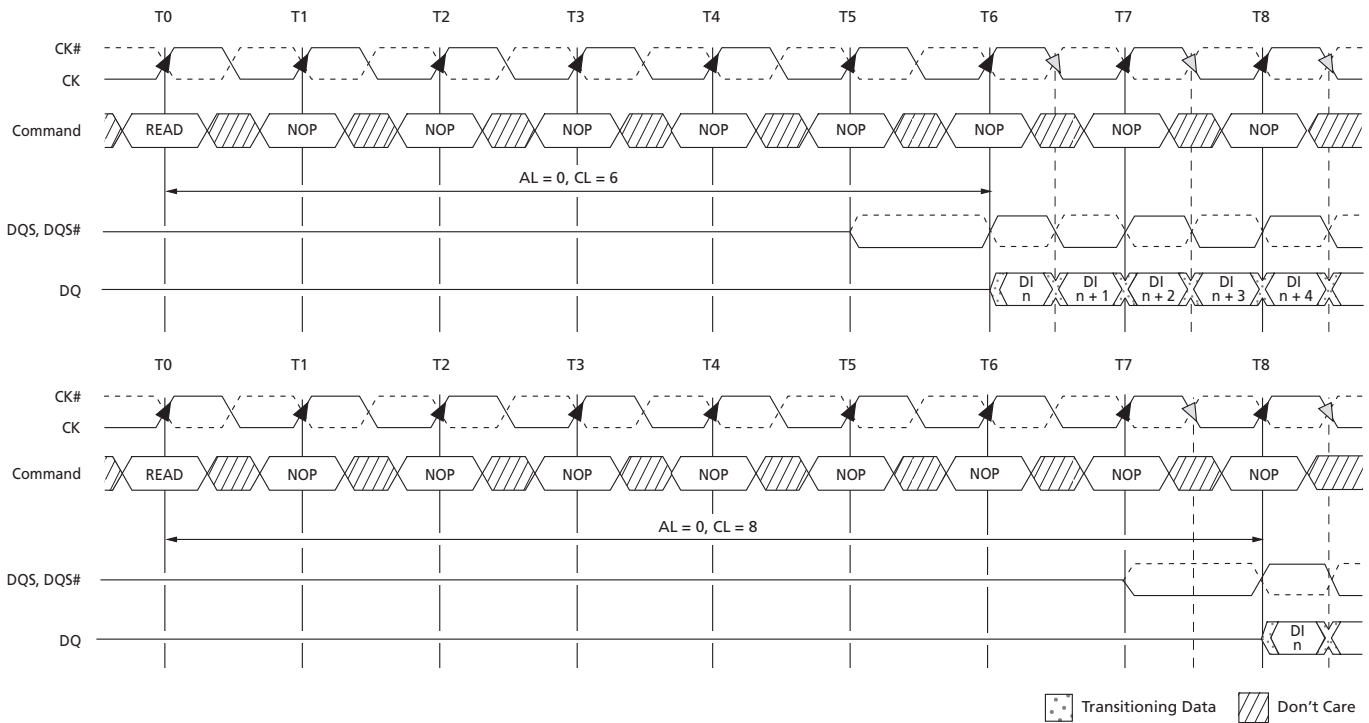 T0 T1 T2 T3 T4 T5 T6 T7 T8
CK#
CK
Command READ NOP NOP NOP NOP NOP NOP NOP NOP
AL = 0, CL = 6
DQS, DQS#
DQ DI n DI n + 1 DI n + 2 DI n + 3 DI n + 4
T0 T1 T2 T3 T4 T5 T6 T7 T8
CK#
CK
Command READ NOP NOP NOP NOP NOP NOP NOP NOP
AL = 0, CL = 8
DQS, DQS#
DQ DI n
Transitioning Data Don't Care